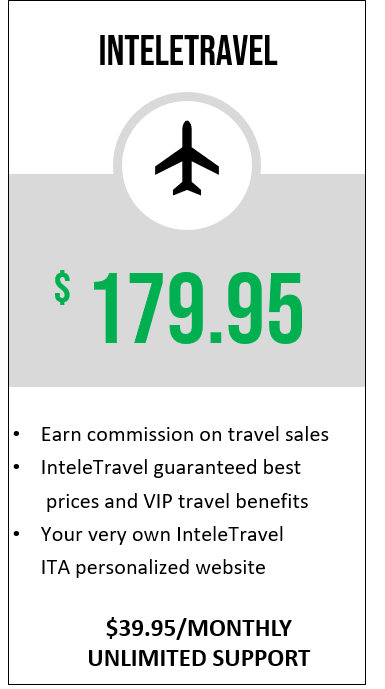 INTELETRAVEL
$ 179.95
• Earn commission on travel sales
• InteleTravel guaranteed best
prices and VIP travel benefits
• Your very own InteleTravel
ITA personalized website
$39.95/MONTHLY
UNLIMITED SUPPORT